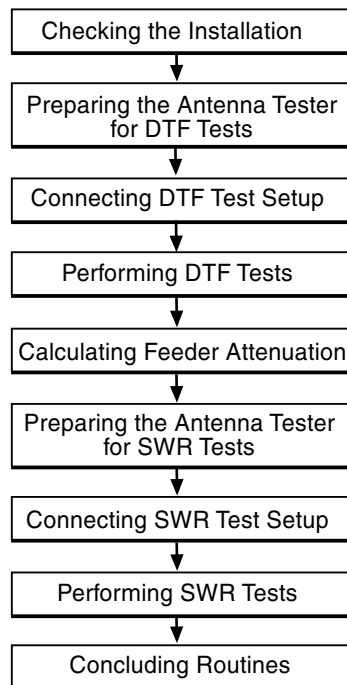 Checking the Installation
Preparing the Antenna Tester
for DTF Tests
Connecting DTF Test Setup
Performing DTF Tests
Calculating Feeder Attenuation
Preparing the Antenna Tester
for SWR Tests
Connecting SWR Test Setup
Performing SWR Tests
Concluding Routines